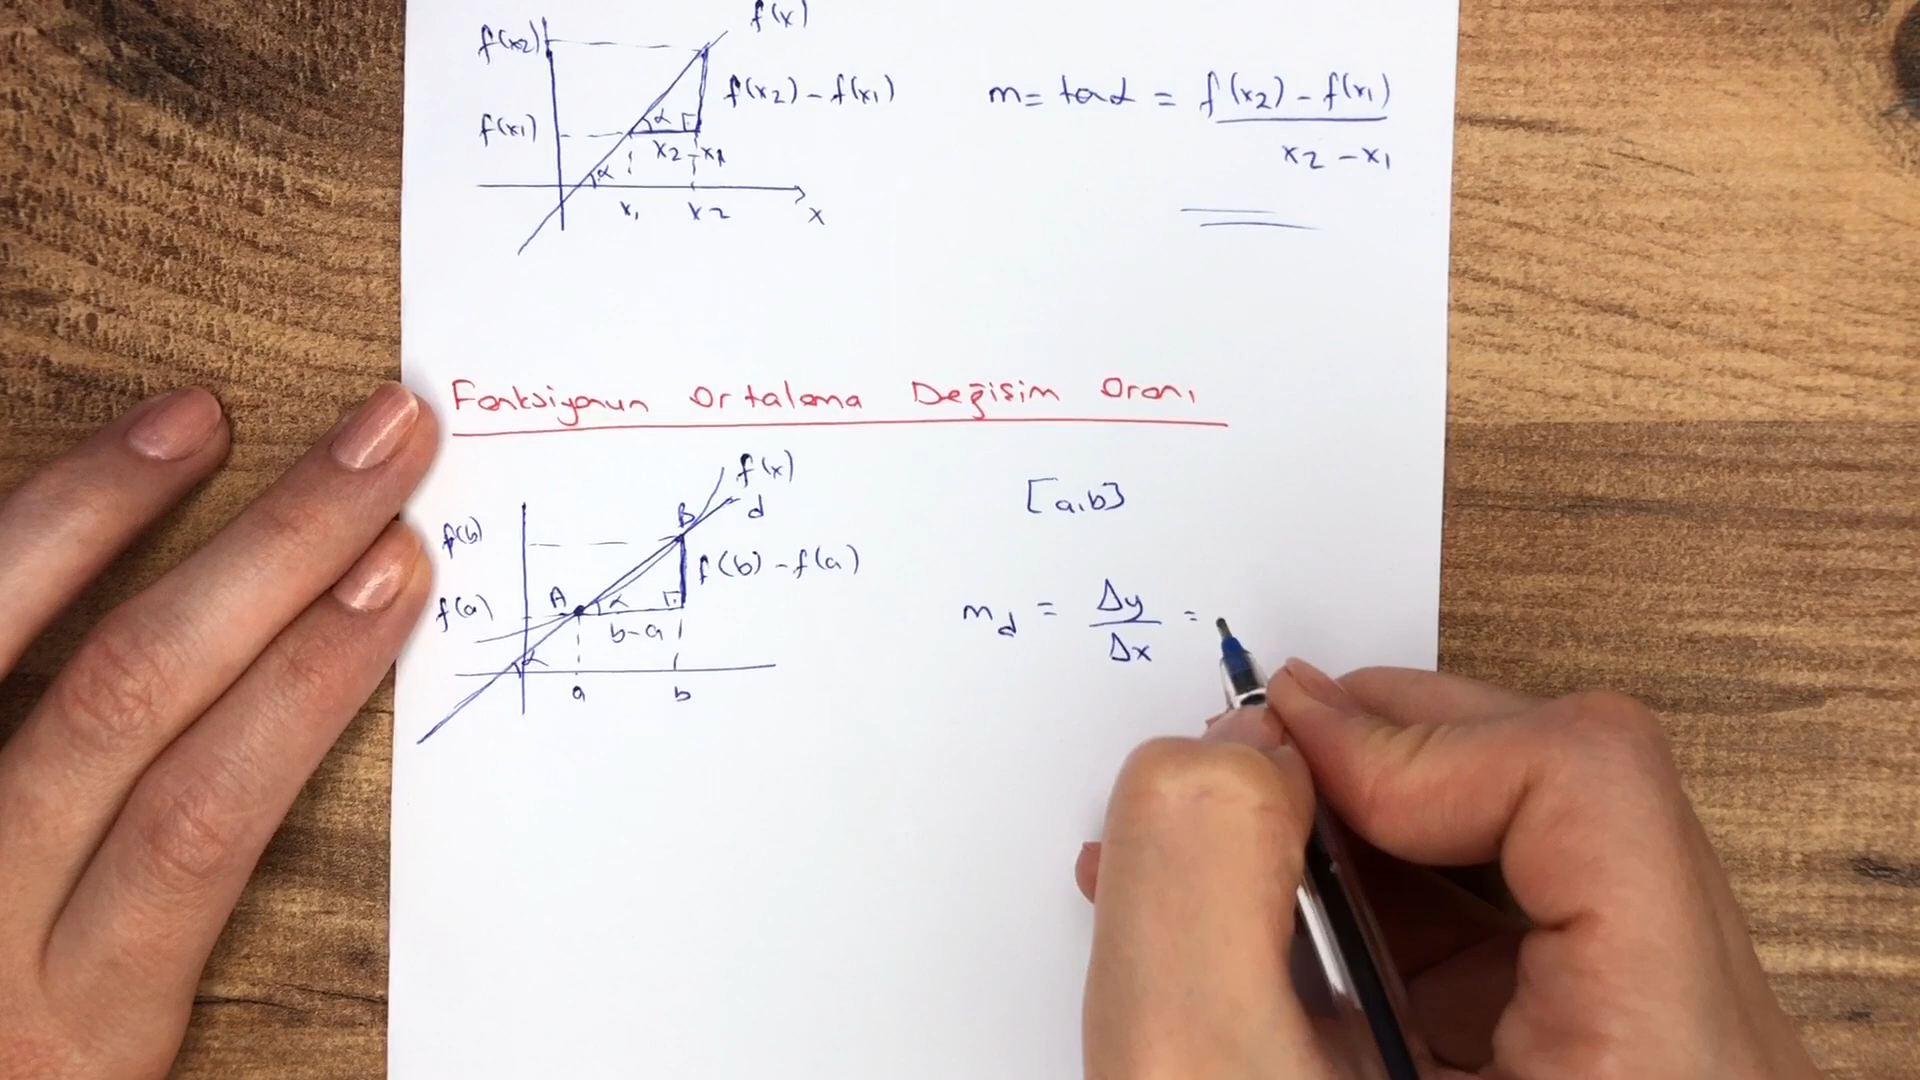 f(x)
f(x2)
f(x2) - f(x1)
m = tanα = f(x2) - f(x1)
x2 - x1
f(x1)
α
x2 - x1
α
x1 x2 x
Fonksiyonun Ortalama Değişim Oranı
f(x)
d
B
[a,b]
f(b)
f(b) - f(a)
A α
f(a)
b-a
md = Δy =
Δx
α
a b